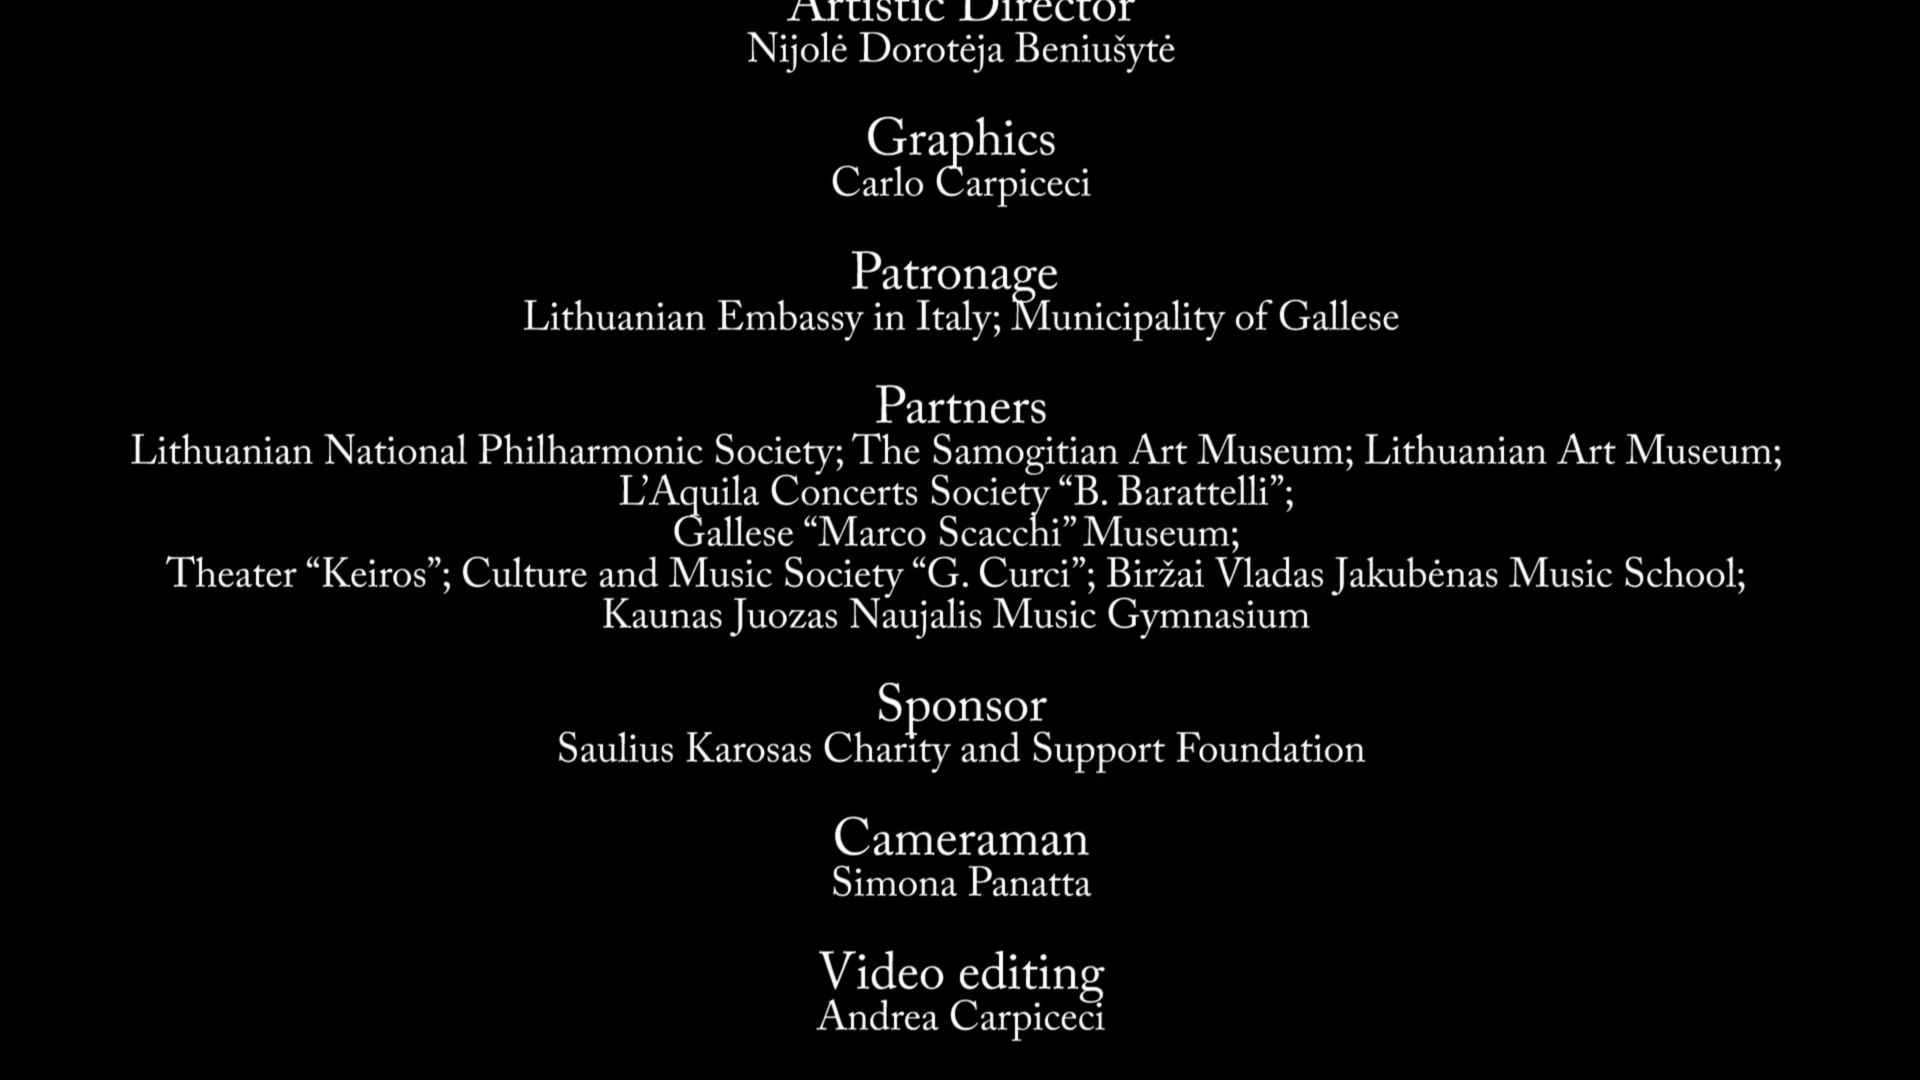 Artistic Director
Nijolė Dorotėja Beniušytė
Graphics
Carlo Carpiceci
Patronage
Lithuanian Embassy in Italy; Municipality of Gallese
Partners
Lithuanian National Philharmonic Society; The Samogitian Art Museum; Lithuanian Art Museum;
L’Aquila Concerts Society “B. Barattelli”;
Gallese “Marco Scacchi” Museum;
Theater “Keiros”; Culture and Music Society “G. Curci”; Biržai Vladas Jakubėnas Music School;
Kaunas Juozas Naujalis Music Gymnasium
Sponsor
Saulius Karosas Charity and Support Foundation
Cameraman
Simona Panatta
Video editing
Andrea Carpiceci